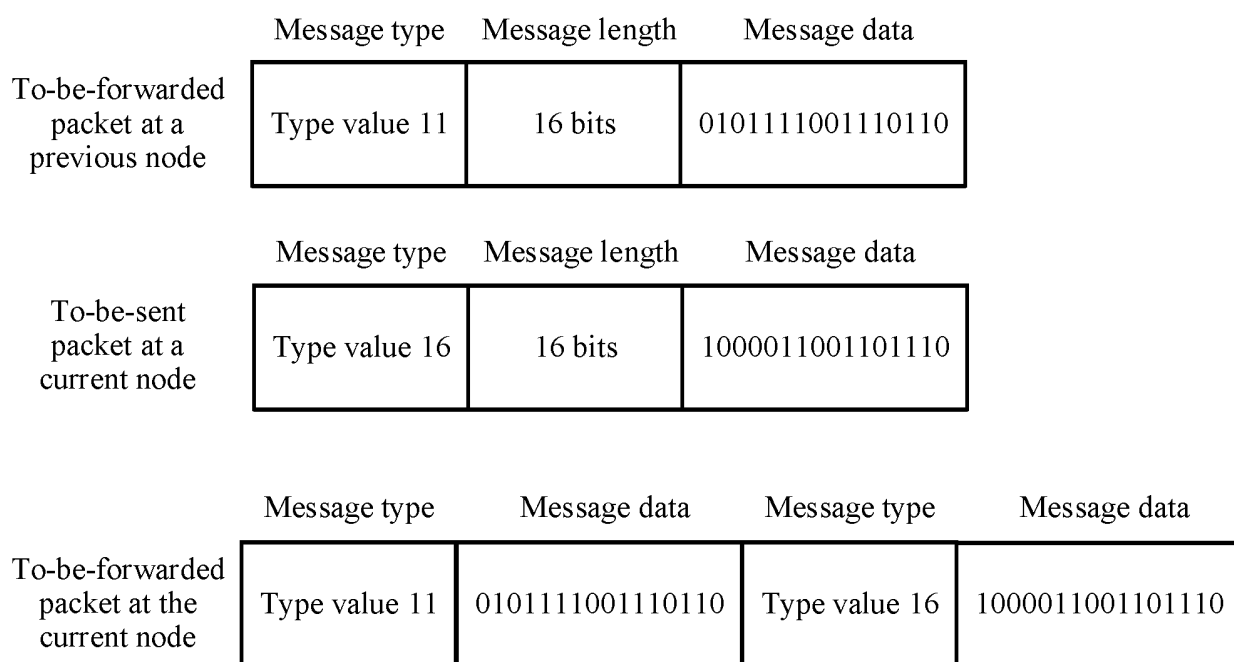 Message type Message length Message data
To-be-forwarded
packet at a
previous node
Type value 11 16 bits 0101111001110110
Message type Message length Message data
To-be-sent
packet at a
current node
Type value 16 16 bits 1000011001101110
Message type Message data Message type Message data
To-be-forwarded
packet at the
current node
Type value 11 0101111001110110 Type value 16 1000011001101110